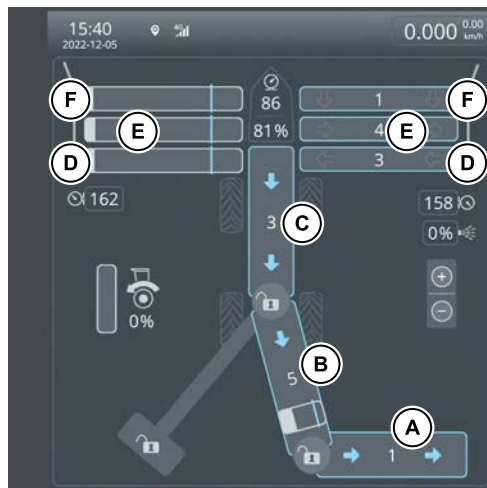 15:40
4G
0.000 0.00 km/h
2022-12-05
F 86 1 F
E 81% 4 E
D 3 D
162
3 C
158
0%
+
0%
−
5 B
A
1